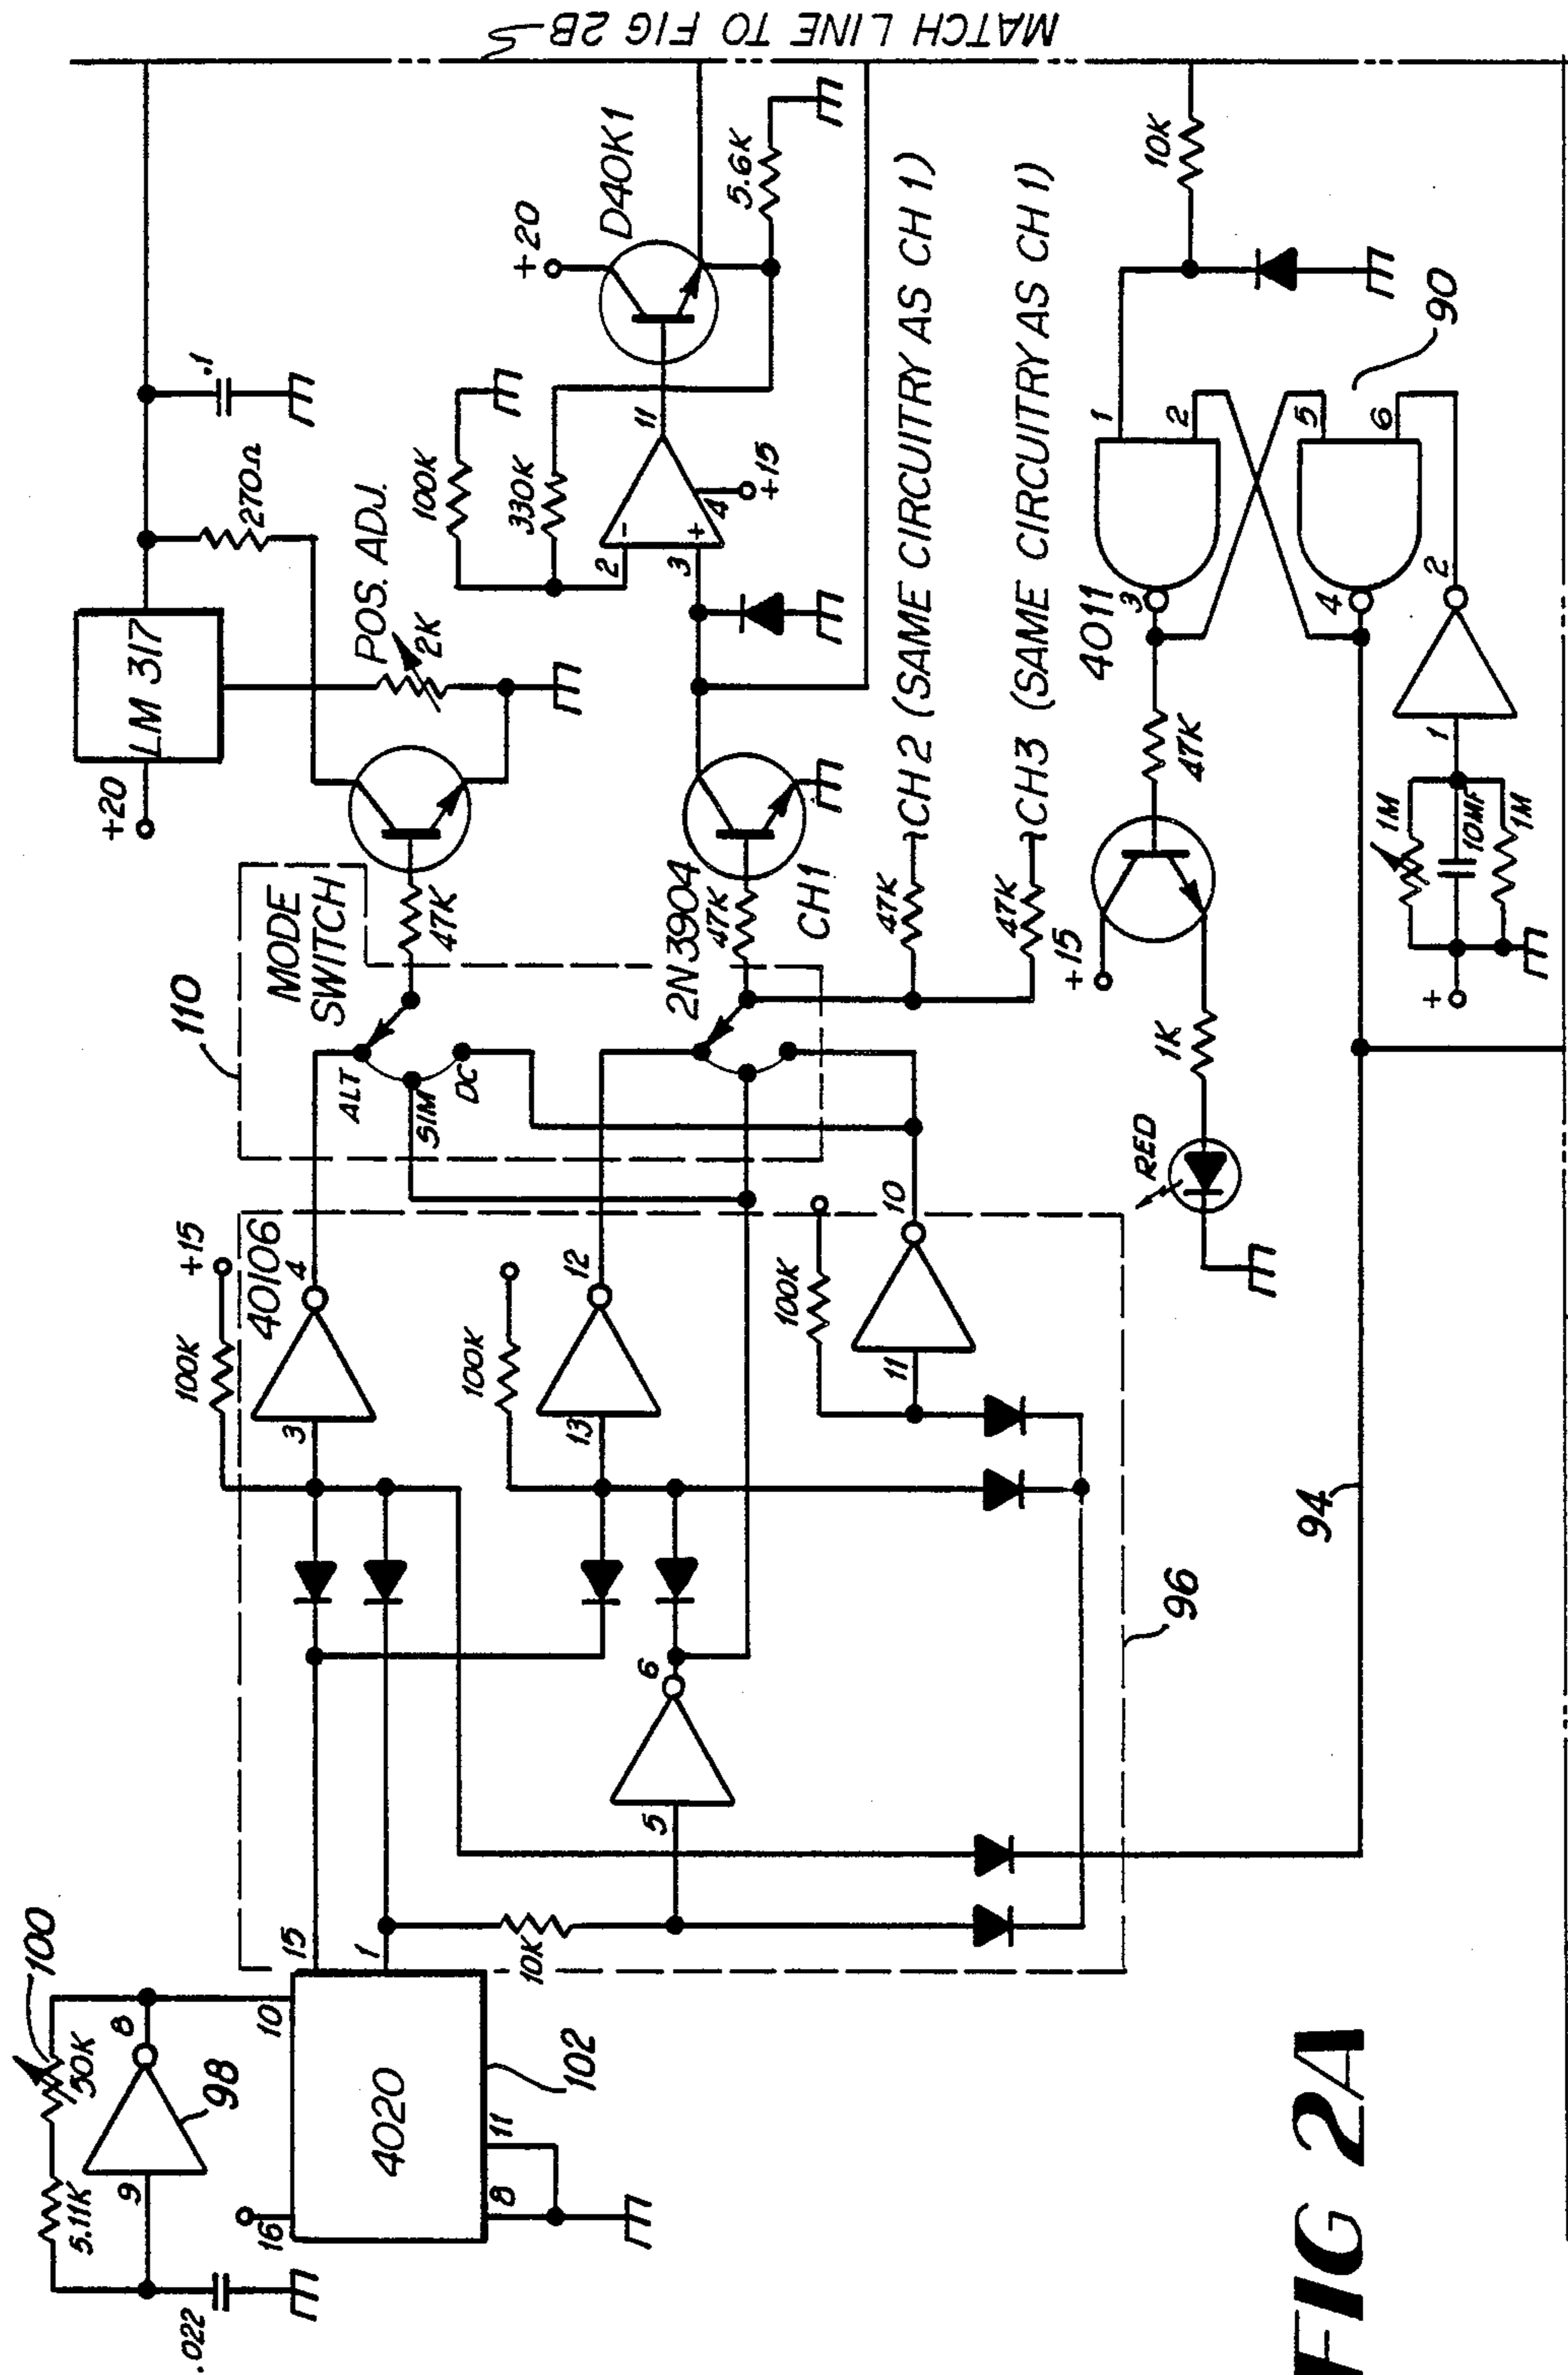 MATCH LINE TO FIG 2B
+20
LM 317
.1
270Ω
POS. ADJ.
2K
100K
330K
2
-
3
+
4
+15
11
+20
D40K1
5.6K
110
MODE
SWITCH
ALT
SIM
DC
47K
2N3904
47K
CH1
47K
CH2 (SAME CIRCUITRY AS CH 1)
47K
CH3 (SAME CIRCUITRY AS CH 1)
100
50K
5.11K
9
8
98
.022
16
10
4020
8
11
102
15
1
10K
+15
100K
3
40106
4
100K
13
12
5
6
100K
11
10
96
94
+15
RED
1K
47K
4011
3
1
2
10K
4
5
6
90
+
1M
10MF
1M
1
2
FIG 2A